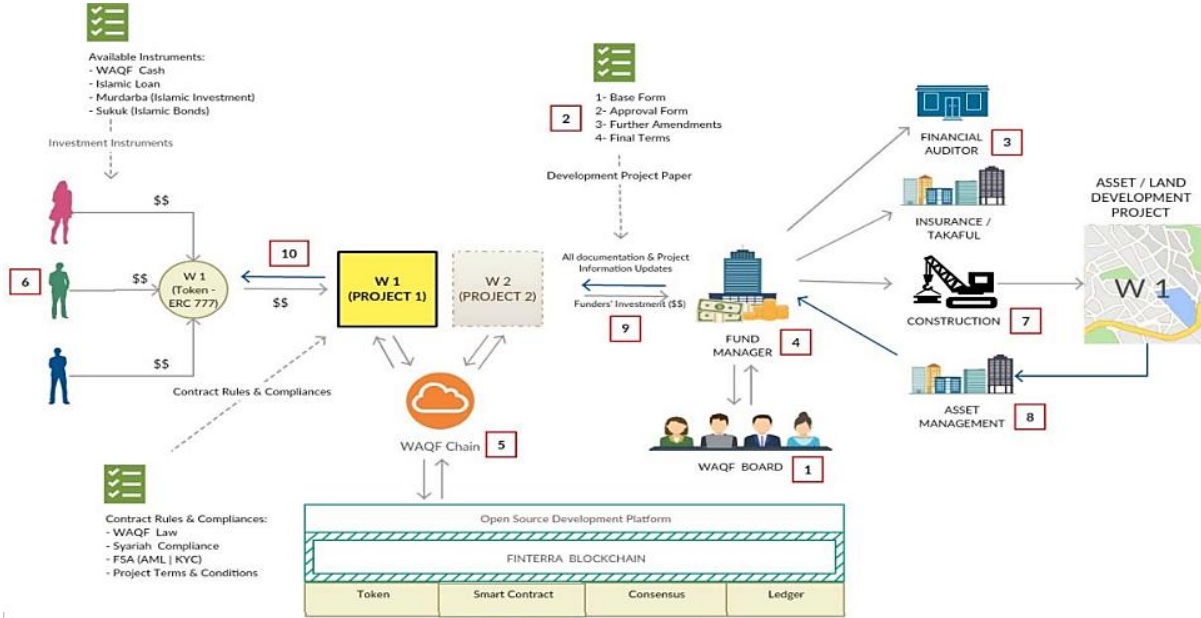 Available Instruments:
- WAQF Cash
- Islamic Loan
- Murdarba (Islamic Investment)
- Sukuk (Islamic Bonds)
Investment Instruments
$$
6
$$
$$
W 1
(Token -
ERC 777)
10
$$
W 1
(PROJECT 1)
W 2
(PROJECT 2)
Contract Rules & Compliances
WAQF Chain
5
Contract Rules & Compliances:
- WAQF Law
- Syariah Compliance
- FSA (AML | KYC)
- Project Terms & Conditions
2
1- Base Form
2- Approval Form
3- Further Amendments
4- Final Terms
Development Project Paper
All documentation & Project
Information Updates
Funders' Investment ($$)
9
FUND
MANAGER
4
WAQF BOARD
1
FINANCIAL
AUDITOR
3
INSURANCE /
TAKAFUL
CONSTRUCTION
7
ASSET
MANAGEMENT
8
ASSET / LAND
DEVELOPMENT
PROJECT
W 1
Open Source Development Platform
FINTERRA BLOCKCHAIN
Token
Smart Contract
Consensus
Ledger